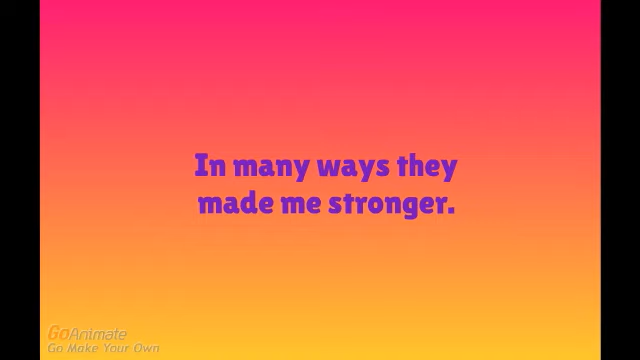 In many ways they
made me stronger.
GoAnimate
Go Make Your Own